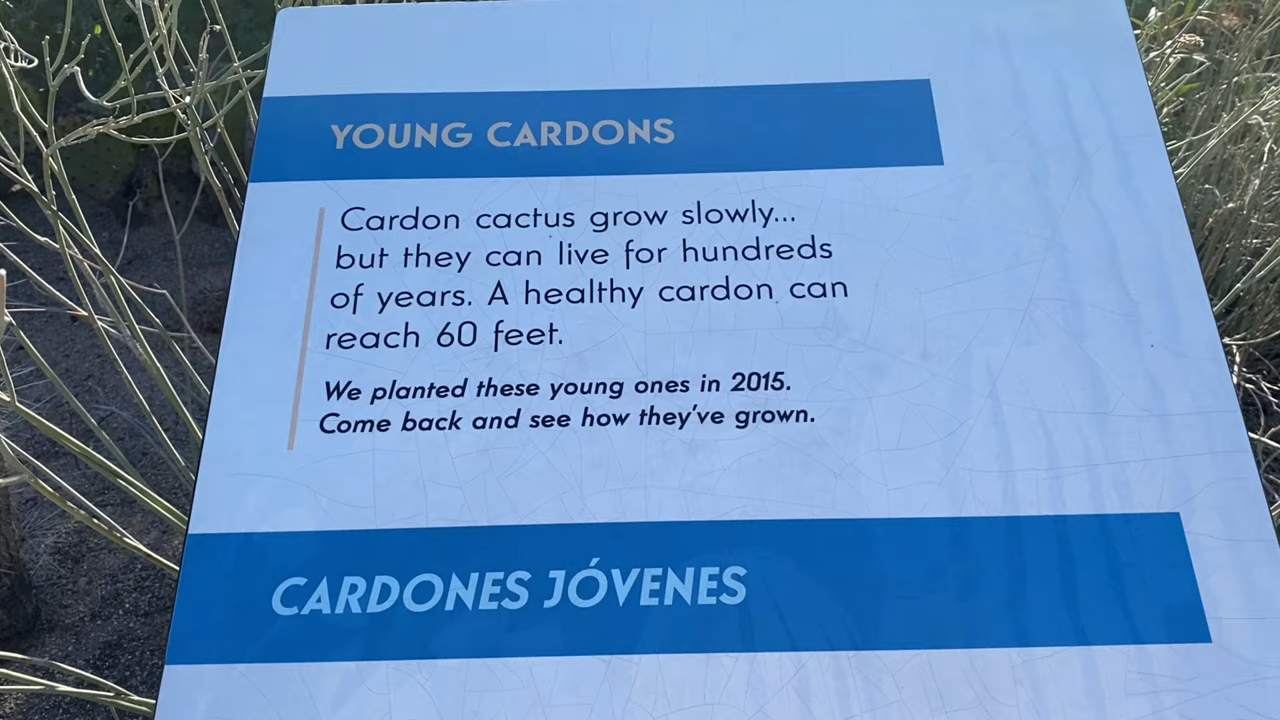 YOUNG CARDONS
Cardon cactus grow slowly...
but they can live for hundreds
of years. A healthy cardon can
reach 60 feet.
We planted these young ones in 2015.
Come back and see how they've grown.
CARDONES JÓVENES